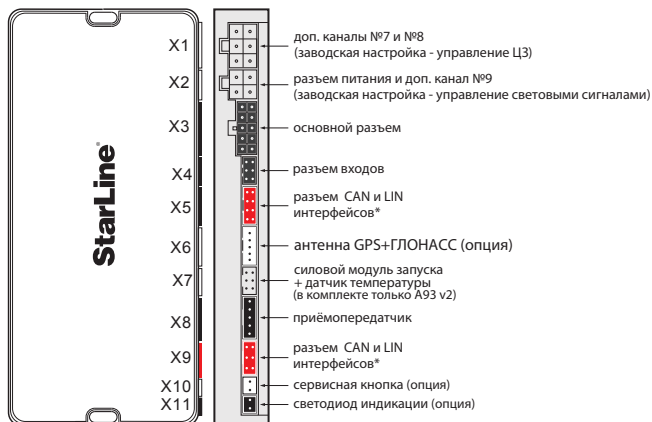 StarLine
X1
X2
X3
X4
X5
X6
X7
X8
X9
X10
X11
доп. каналы №7 и №8
(заводская настройка - управление ЦЗ)
разъем питания и доп. канал №9
(заводская настройка - управление световыми сигналами)
основной разъем
разъем входов
разъем CAN и LIN
интерфейсов*
антенна GPS+ГЛОНАСС (опция)
силовой модуль запуска
+ датчик температуры
(в комплекте только A93 v2)
приёмопередатчик
разъем CAN и LIN
интерфейсов*
сервисная кнопка (опция)
светодиод индикации (опция)